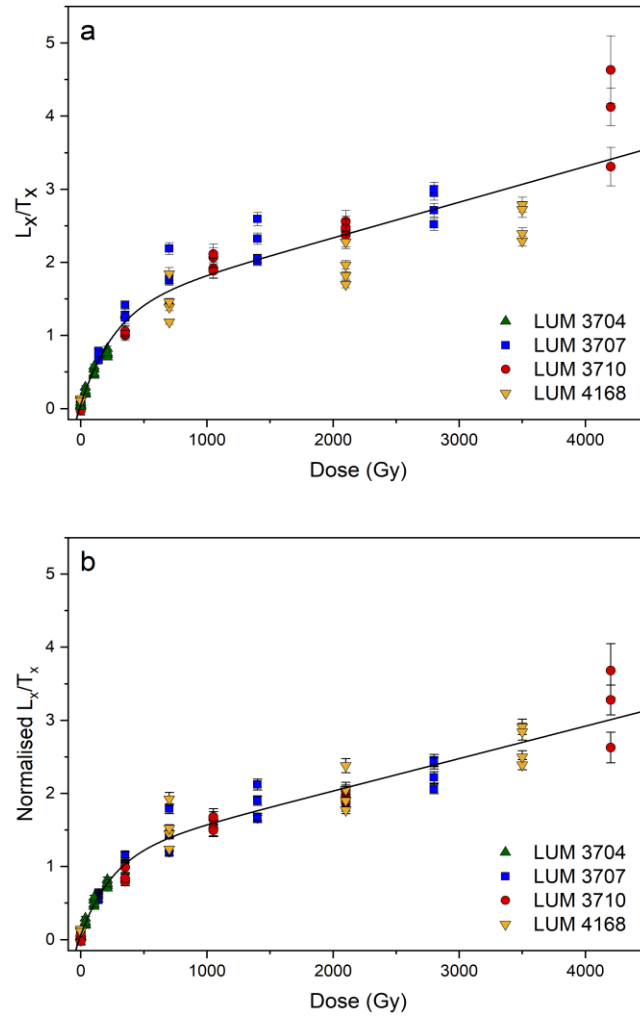 a
5
4
3
2
1
0
Lx/Tx
LUM 3704
LUM 3707
LUM 3710
LUM 4168
0 1000 2000 3000 4000
Dose (Gy)
b
5
4
3
2
1
0
Normalised Lx/Tx
LUM 3704
LUM 3707
LUM 3710
LUM 4168
0 1000 2000 3000 4000
Dose (Gy)